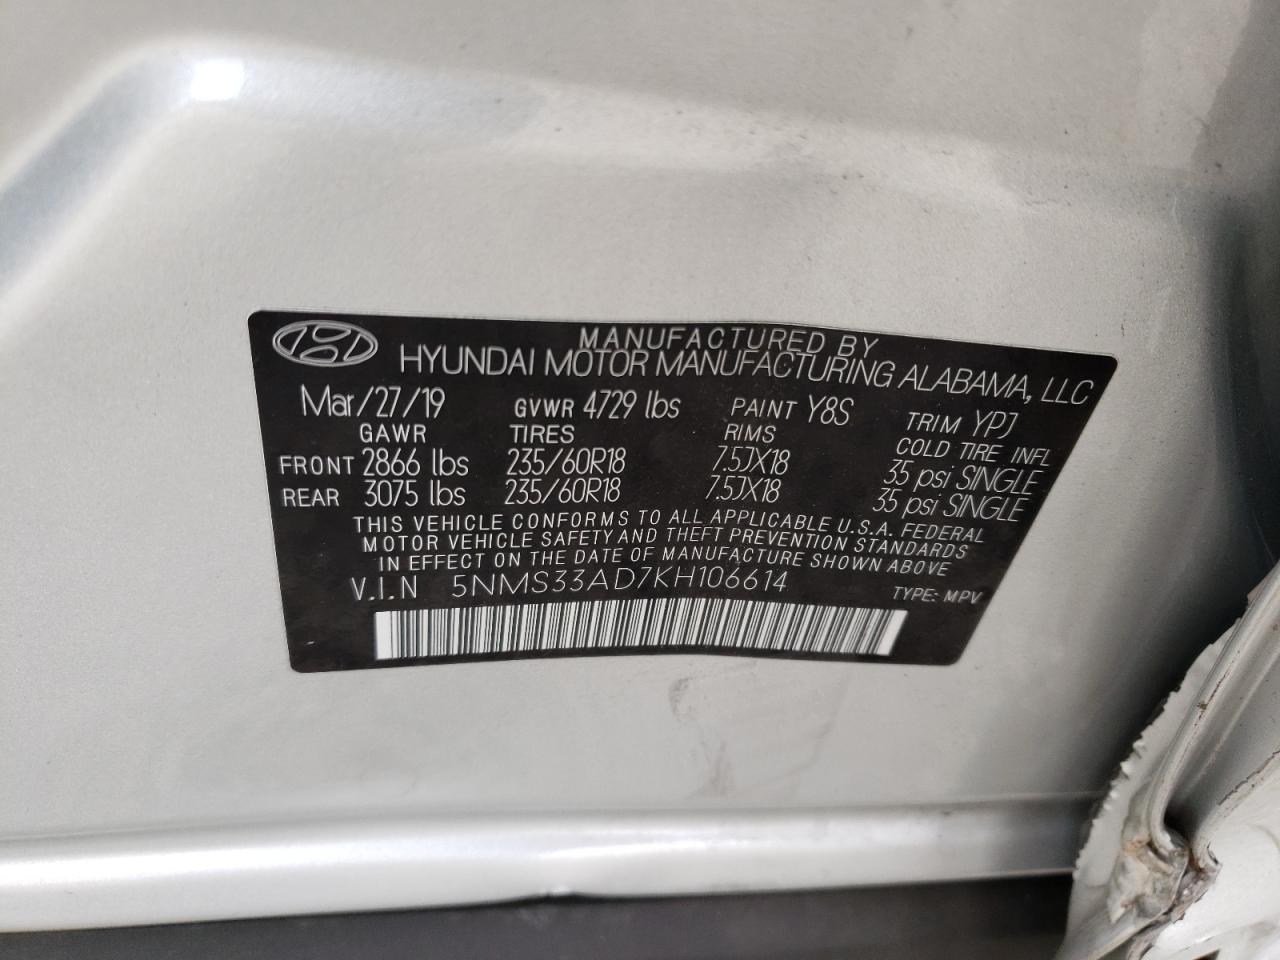 MANUFACTURED BY
HYUNDAI MOTOR MANUFACTURING ALABAMA, LLC
Mar/27/19 GVWR 4729 lbs PAINT Y8S TRIM YPJ
GAWR TIRES RIMS COLD TIRE INFL
FRONT 2866 lbs 235/60R18 7.5JX18 35 psi SINGLE
REAR 3075 lbs 235/60R18 7.5JX18 35 psi SINGLE
THIS VEHICLE CONFORMS TO ALL APPLICABLE U.S.A. FEDERAL
MOTOR VEHICLE SAFETY AND THEFT PREVENTION STANDARDS
IN EFFECT ON THE DATE OF MANUFACTURE SHOWN ABOVE
V.I.N 5NMS33AD7KH106614 TYPE: MPV